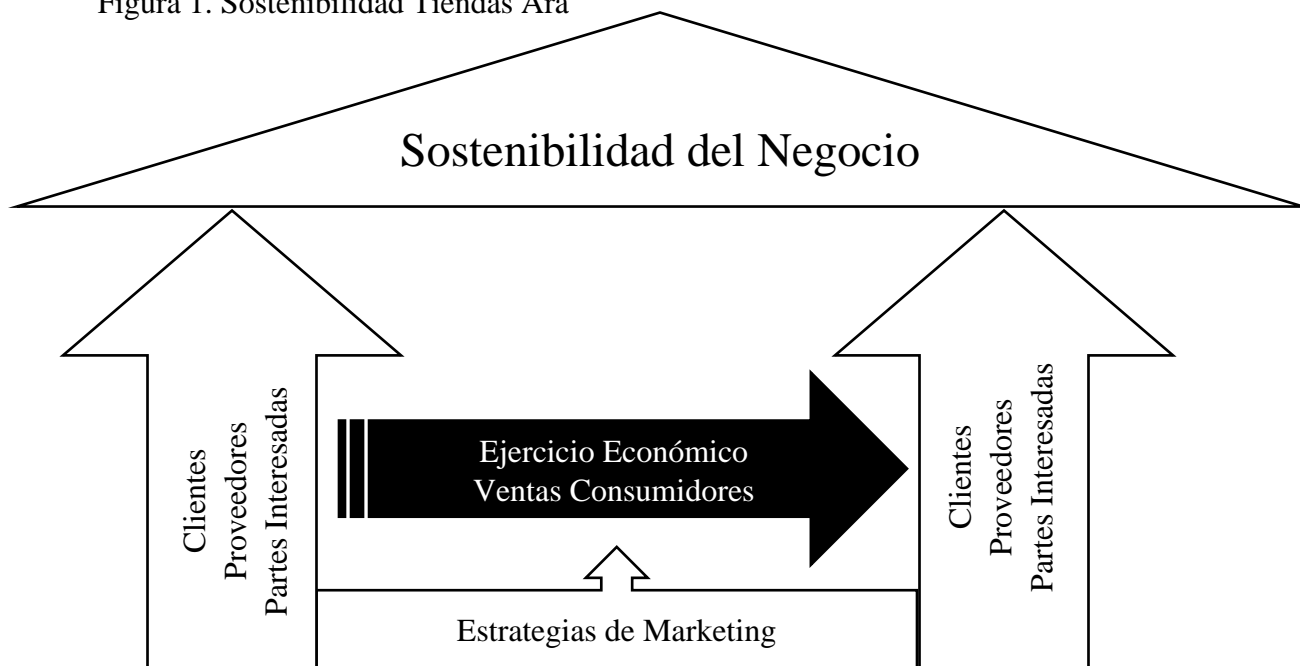 Figura 1. Sostenibilidad Tiendas Ara
Sostenibilidad del Negocio
Clientes
Proveedores
Partes Interesadas
Ejercicio Económico
Ventas Consumidores
Clientes
Proveedores
Partes Interesadas
Estrategias de Marketing